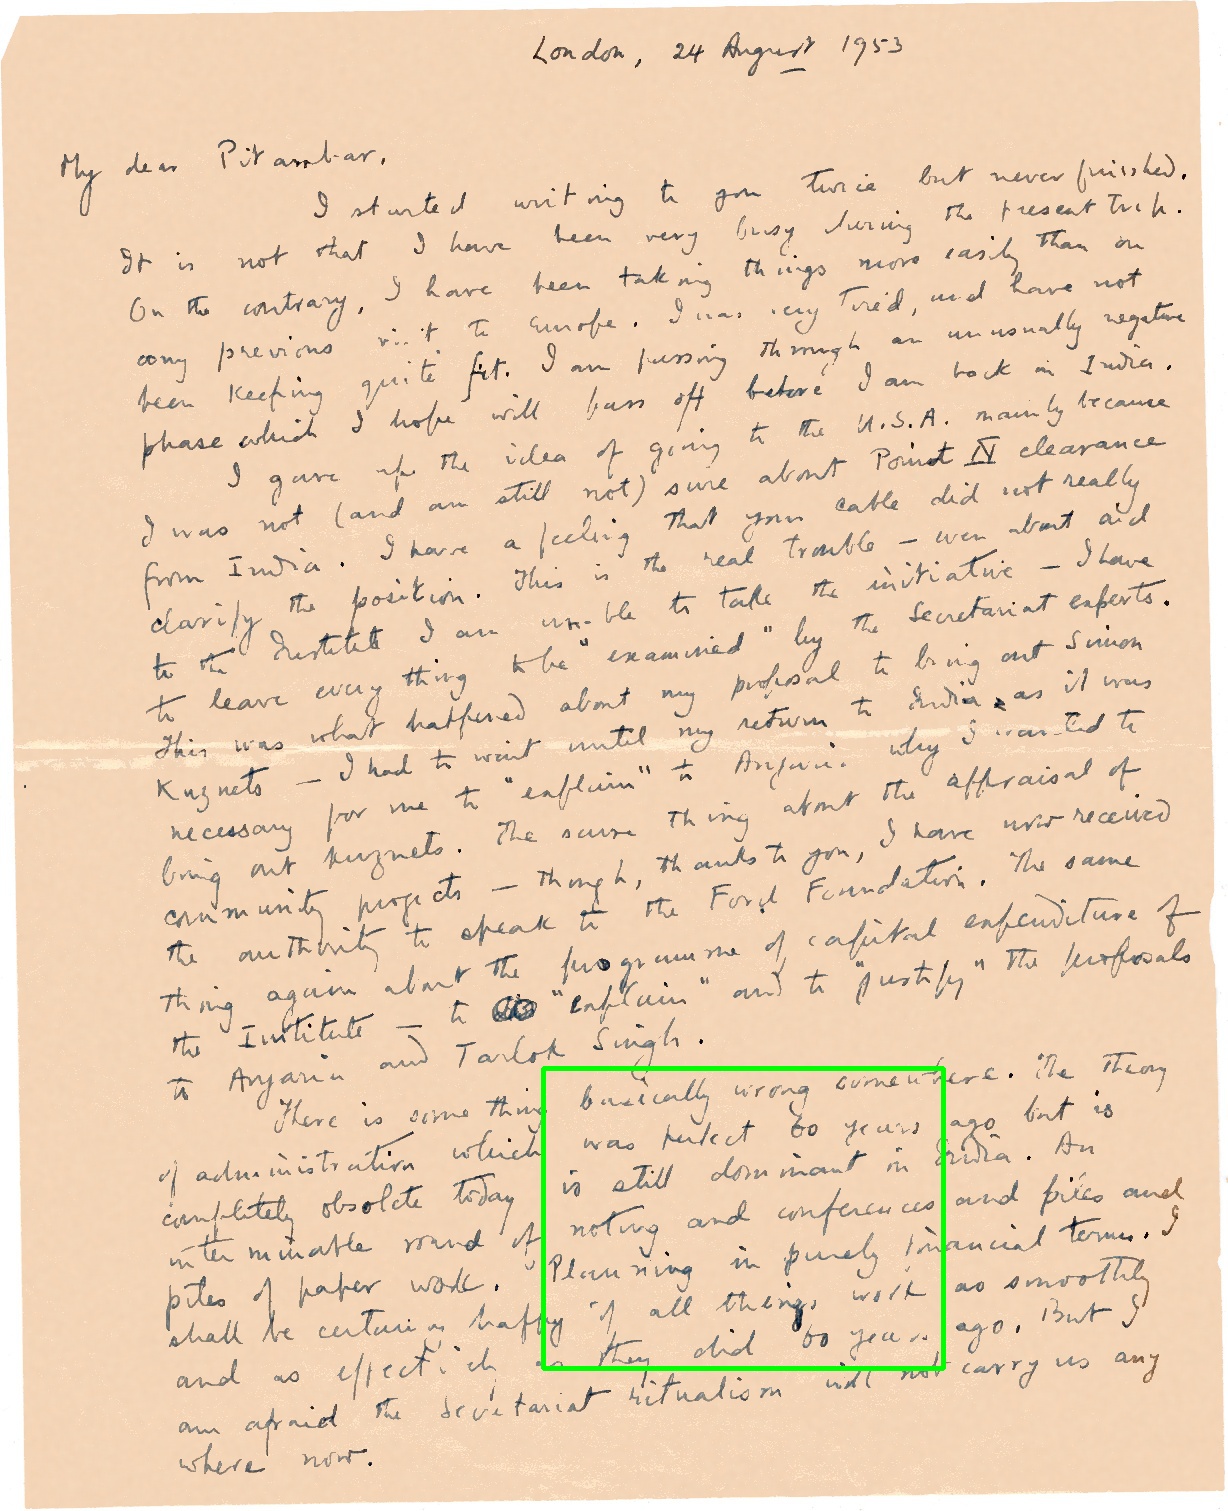 London, 24 August 1953
My dear Pitambar,
I started writing to you twice but never finished.
It is not that I have been very busy during the present trip.
On the contrary, I have been taking things more easily than on
any previous visit to Europe. I was very tired, and have not
been keeping quite fit. I am passing through an unusually negative
phase which I hope will pass off before I am back in India.
I gave up the idea of going to the U.S.A. mainly because
I was not (and am still not) sure about Point IV clearance
from India. I have a feeling that your cable did not really
clarify the position. This is the real trouble – even about aid
to the Institute I am unable to take the initiative – I have
to leave every thing to be "examined" by the Secretariat experts.
This was what happened about my proposal to bring out Simon
Kuznets – I had to wait until my return to India, as it was
necessary for me to "explain" to Anjaria why I wanted to
bring out Kuznets. The same thing about the appraisal of
community projects – though, thanks to you, I have now received
the authority to speak to the Ford Foundation. The same
thing again about the programme of capital expenditure of
the Institute – to "explain" and to "justify" the proposals
to Anjaria and Tarlok Singh.
There is some thing basically wrong somewhere. The theory
of administration which was perfect 60 years ago but is
completely obsolete today is still dominant in India. An
interminable round of noting and conferences and files and
piles of paper work. Planning in purely financial terms. I
shall be certainly happy if all things work as smoothly
and as effectively as they did 60 years ago. But I
am afraid the Secretariat ritualism will not carry us any
where now.